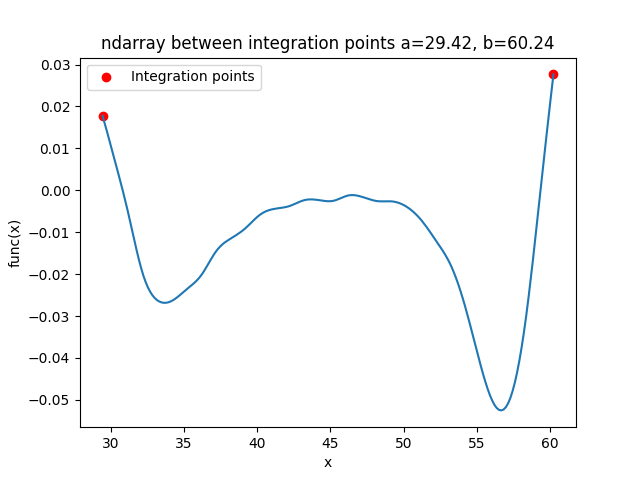 ndarray between integration points a=29.42, b=60.24
Integration points
0.03
0.02
0.01
0.00
−0.01
−0.02
−0.03
−0.04
−0.05
func(x)
30 35 40 45 50 55 60
x